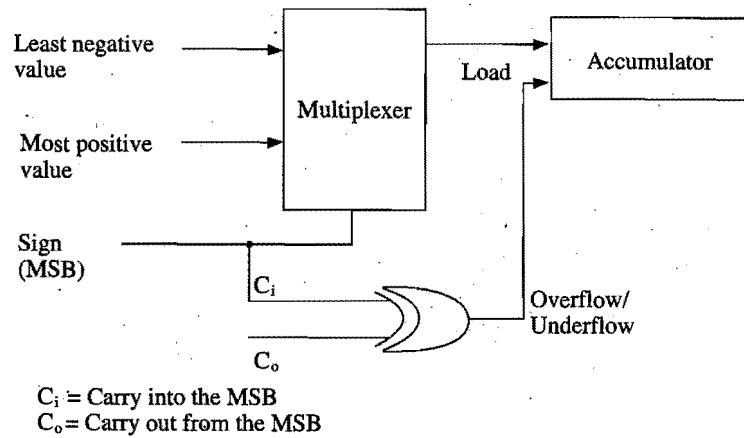 Least negative
value
Multiplexer
Load
Accumulator
Most positive
value
Sign
(MSB)
Cᵢ
Cₒ
Overflow/
Underflow
Cᵢ = Carry into the MSB
Cₒ = Carry out from the MSB